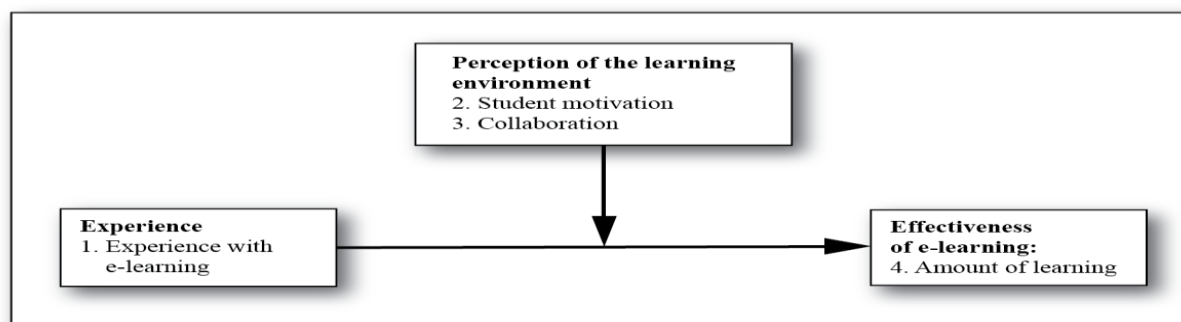 Perception of the learning
environment
2. Student motivation
3. Collaboration
Experience
1. Experience with
e-learning
Effectiveness
of e-learning:
4. Amount of learning